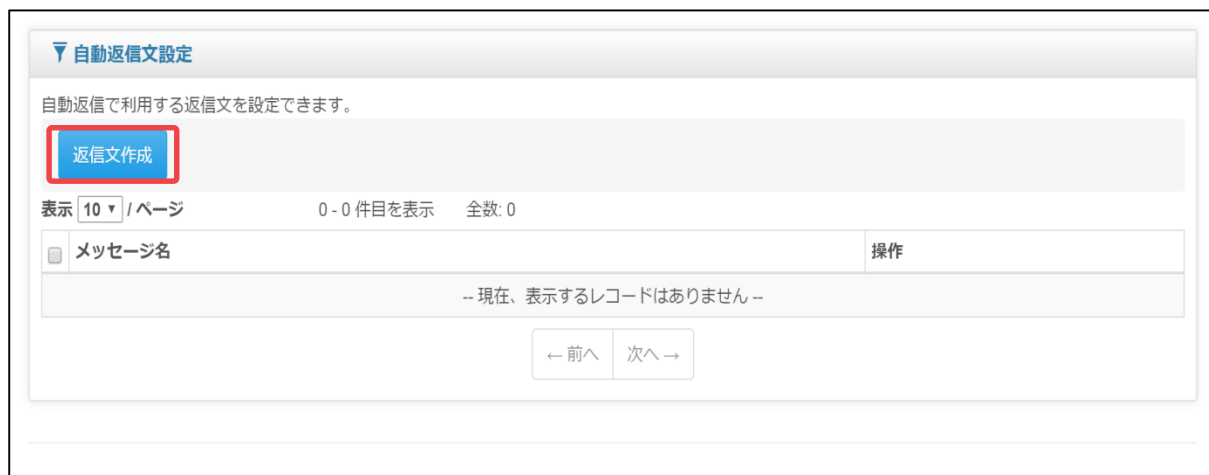 自動返信文設定
自動返信で利用する返信文を設定できます。
返信文作成
表示 10 ▼ / ページ 0 - 0 件目を表示 全数: 0
メッセージ名 操作
-- 現在、表示するレコードはありません --
← 前へ 次へ →